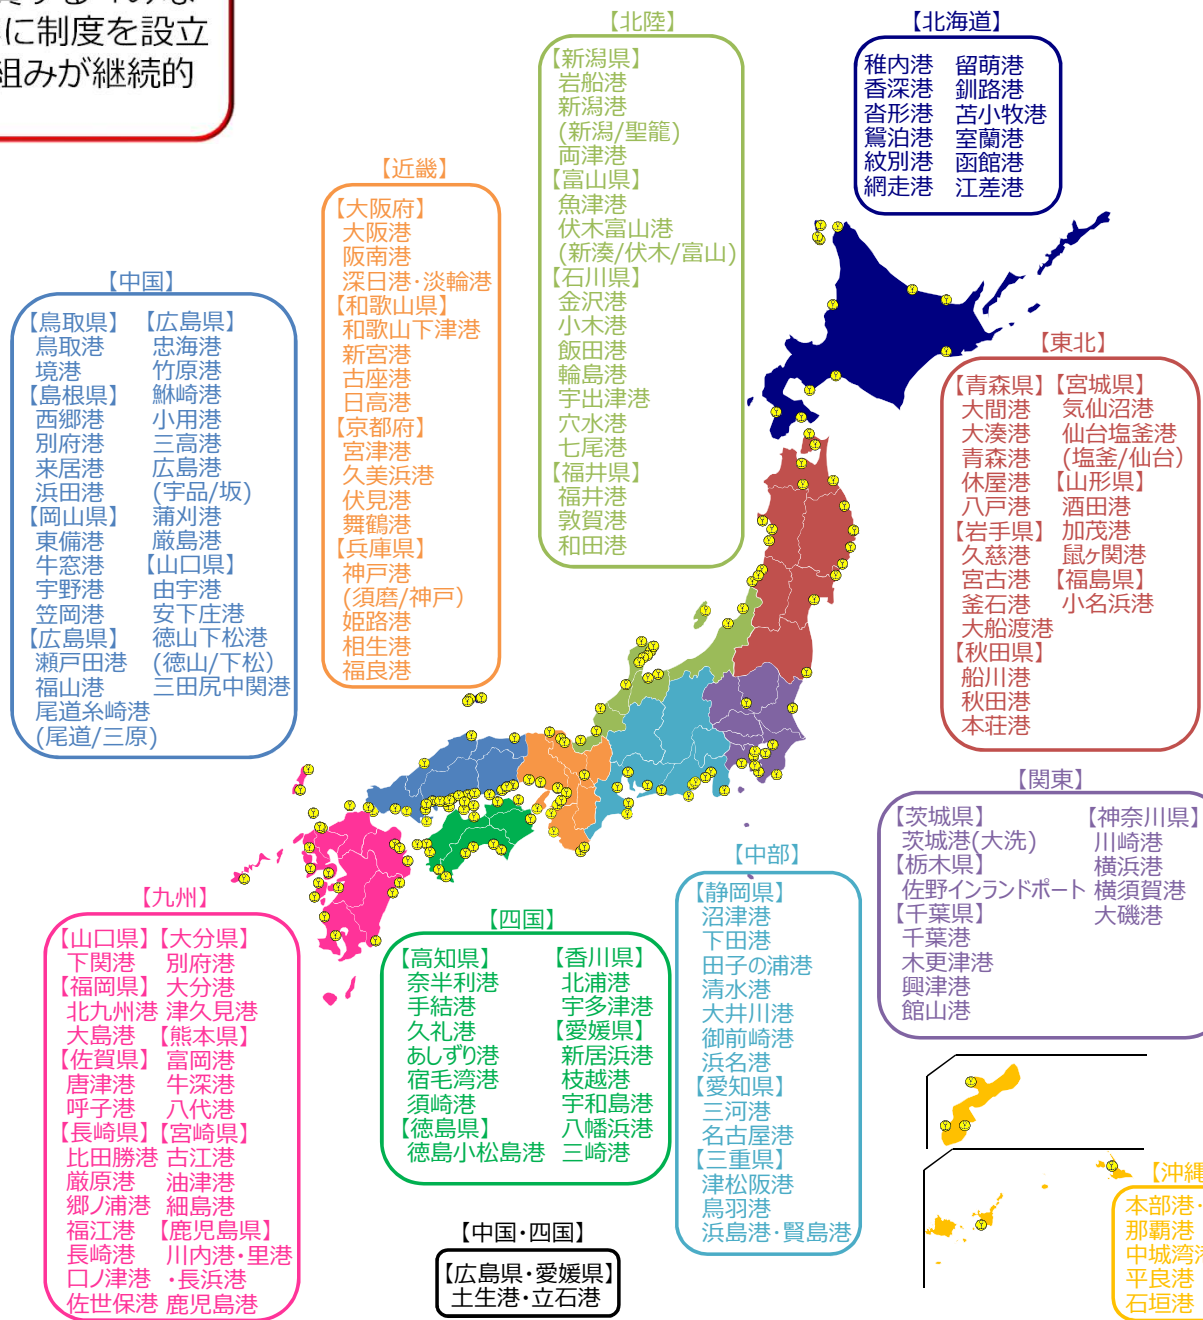 に制度を設立
組みが継続的
【北陸】
【新潟県】
岩船港
新潟港
(新潟/聖籠)
両津港
【富山県】
魚津港
伏木富山港
(新湊/伏木/富山)
【石川県】
金沢港
小木港
飯田港
輪島港
宇出津港
穴水港
七尾港
【福井県】
福井港
敦賀港
和田港
【北海道】
稚内港 留萌港
香深港 釧路港
沓形港 苫小牧港
鴛泊港 室蘭港
紋別港 函館港
網走港 江差港
【近畿】
【大阪府】
大阪港
阪南港
深日港・淡輪港
【和歌山県】
和歌山下津港
新宮港
古座港
日高港
【京都府】
宮津港
久美浜港
伏見港
舞鶴港
【兵庫県】
神戸港
(須磨/神戸)
姫路港
相生港
福良港
【中国】
【鳥取県】
鳥取港
境港
【島根県】
西郷港
別府港
来居港
浜田港
【岡山県】
東備港
牛窓港
宇野港
笠岡港
【広島県】
瀬戸田港
福山港
尾道糸崎港
(尾道/三原)
【広島県】
忠海港
竹原港
鮴崎港
小用港
三高港
広島港
(宇品/坂)
蒲刈港
厳島港
【山口県】
由宇港
安下庄港
徳山下松港
(徳山/下松)
三田尻中関港
【東北】
【青森県】
大間港
大湊港
青森港
休屋港
八戸港
【岩手県】
久慈港
宮古港
釜石港
大船渡港
【秋田県】
船川港
秋田港
本荘港
【宮城県】
気仙沼港
仙台塩釜港
(塩釜/仙台)
【山形県】
酒田港
加茂港
鼠ヶ関港
【福島県】
小名浜港
【関東】
【茨城県】
茨城港(大洗)
【栃木県】
佐野インランドポート
【千葉県】
千葉港
木更津港
興津港
館山港
【神奈川県】
川崎港
横浜港
横須賀港
大磯港
【中部】
【静岡県】
沼津港
下田港
田子の浦港
清水港
大井川港
御前崎港
浜名港
【愛知県】
三河港
名古屋港
【三重県】
津松阪港
鳥羽港
浜島港・賢島港
【九州】
【山口県】
下関港
【福岡県】
北九州港
大島港
【佐賀県】
唐津港
呼子港
【長崎県】
比田勝港
厳原港
郷ノ浦港
福江港
長崎港
口ノ津港
佐世保港
【大分県】
別府港
大分港
津久見港
【熊本県】
富岡港
牛深港
八代港
【宮崎県】
古江港
油津港
細島港
【鹿児島県】
川内港・里港
・長浜港
鹿児島港
【四国】
【高知県】
奈半利港
手結港
久礼港
あしずり港
宿毛湾港
須崎港
【徳島県】
徳島小松島港
【香川県】
北浦港
宇多津港
【愛媛県】
新居浜港
枝越港
宇和島港
八幡浜港
三崎港
【中国・四国】
【広島県・愛媛県】
土生港・立石港
【沖縄
本部港・
那覇港
中城湾港
平良港
石垣港